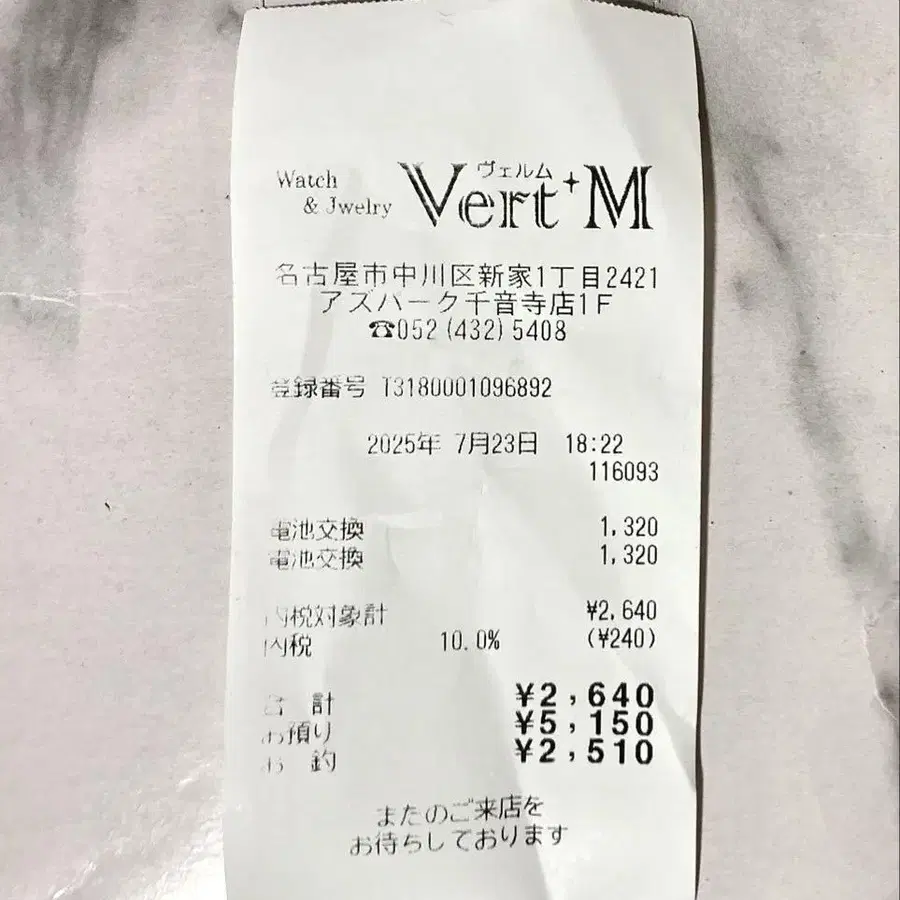 Watch
& Jwelry
ヴェルム
Vert+M
名古屋市中川区新家1丁目2421
アズパーク千音寺店1F
☎052(432)5408
登録番号 T3180001096892
2025年 7月23日 18:22
116093
電池交換 1,320
電池交換 1,320
内税対象計 ¥2,640
内税 10.0% (¥240)
合 計 ¥2,640
お預り ¥5,150
お 釣 ¥2,510
またのご来店を
お待ちしております